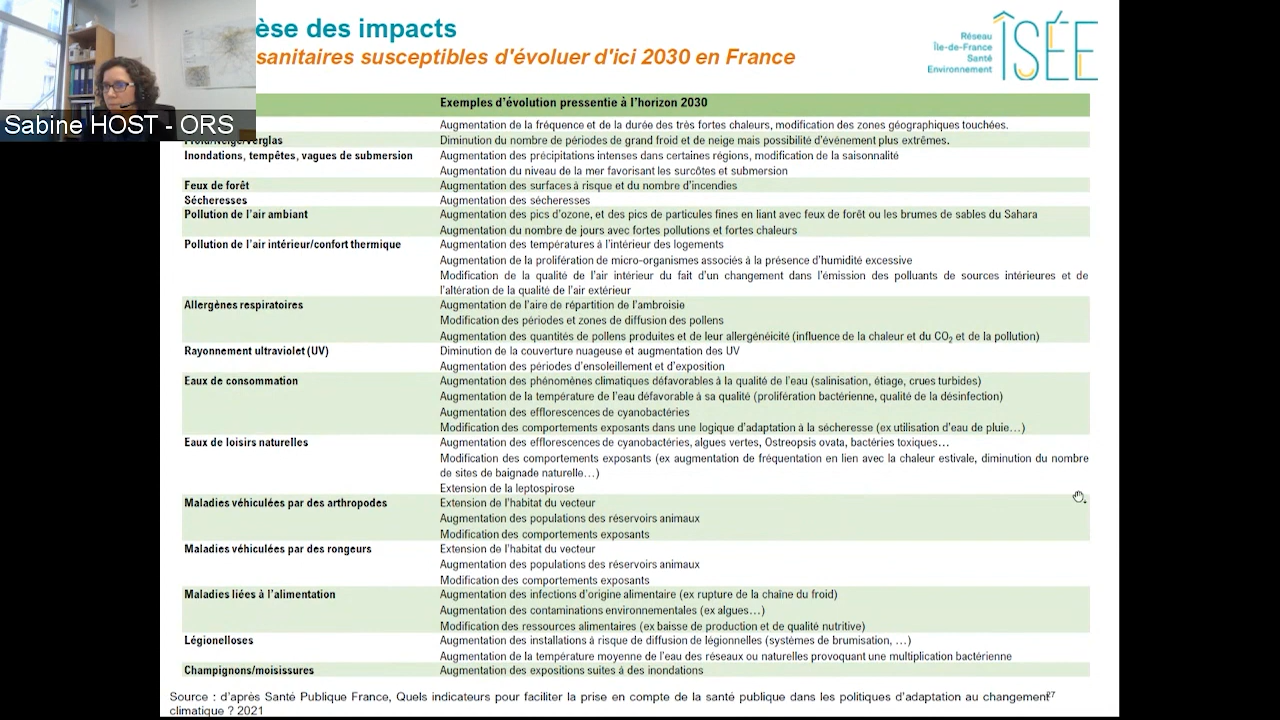 èse des impacts
sanitaires susceptibles d'évoluer d'ici 2030 en France
Réseau
Île-de-France
Santé
Environnement
ÎSÉE
Sabine HOST - ORS
Exemples d'évolution pressentie à l'horizon 2030
Augmentation de la fréquence et de la durée des très fortes chaleurs, modification des zones géographiques touchées.
Froid/Neige/verglas
Diminution du nombre de périodes de grand froid et de neige mais possibilité d'événement plus extrêmes.
Inondations, tempêtes, vagues de submersion
Augmentation des précipitations intenses dans certaines régions, modification de la saisonnalité
Augmentation du niveau de la mer favorisant les surcôtes et submersion
Feux de forêt
Augmentation des surfaces à risque et du nombre d'incendies
Sécheresses
Augmentation des sécheresses
Pollution de l'air ambiant
Augmentation des pics d'ozone, et des pics de particules fines en liant avec feux de forêt ou les brumes de sables du Sahara
Augmentation du nombre de jours avec fortes pollutions et fortes chaleurs
Pollution de l'air intérieur/confort thermique
Augmentation des températures à l'intérieur des logements
Augmentation de la prolifération de micro-organismes associés à la présence d'humidité excessive
Modification de la qualité de l'air intérieur du fait d'un changement dans l'émission des polluants de sources intérieures et de
l'altération de la qualité de l'air extérieur
Allergènes respiratoires
Augmentation de l'aire de répartition de l'ambroisie
Modification des périodes et zones de diffusion des pollens
Augmentation des quantités de pollens produites et de leur allergénéicité (influence de la chaleur et du CO2 et de la pollution)
Rayonnement ultraviolet (UV)
Diminution de la couverture nuageuse et augmentation des UV
Augmentation des périodes d'ensoleillement et d'exposition
Eaux de consommation
Augmentation des phénomènes climatiques défavorables à la qualité de l'eau (salinisation, étiage, crues turbides)
Augmentation de la température de l'eau défavorable à sa qualité (prolifération bactérienne, qualité de la désinfection)
Augmentation des efflorescences de cyanobactéries
Modification des comportements exposants dans une logique d'adaptation à la sécheresse (ex utilisation d'eau de pluie…)
Eaux de loisirs naturelles
Augmentation des efflorescences de cyanobactéries, algues vertes, Ostreopsis ovata, bactéries toxiques…
Modification des comportements exposants (ex augmentation de fréquentation en lien avec la chaleur estivale, diminution du nombre
de sites de baignade naturelle…)
Extension de la leptospirose
Maladies véhiculées par des arthropodes
Extension de l'habitat du vecteur
Augmentation des populations des réservoirs animaux
Modification des comportements exposants
Maladies véhiculées par des rongeurs
Extension de l'habitat du vecteur
Augmentation des populations des réservoirs animaux
Modification des comportements exposants
Maladies liées à l'alimentation
Augmentation des infections d'origine alimentaire (ex rupture de la chaîne du froid)
Augmentation des contaminations environnementales (ex algues…)
Modification des ressources alimentaires (ex baisse de production et de qualité nutritive)
Légionelloses
Augmentation des installations à risque de diffusion de légionnelles (systèmes de brumisation, …)
Augmentation de la température moyenne de l'eau des réseaux ou naturelles provoquant une multiplication bactérienne
Champignons/moisissures
Augmentation des expositions suites à des inondations
Source : d'après Santé Publique France, Quels indicateurs pour faciliter la prise en compte de la santé publique dans les politiques d'adaptation au changement
27
climatique ? 2021